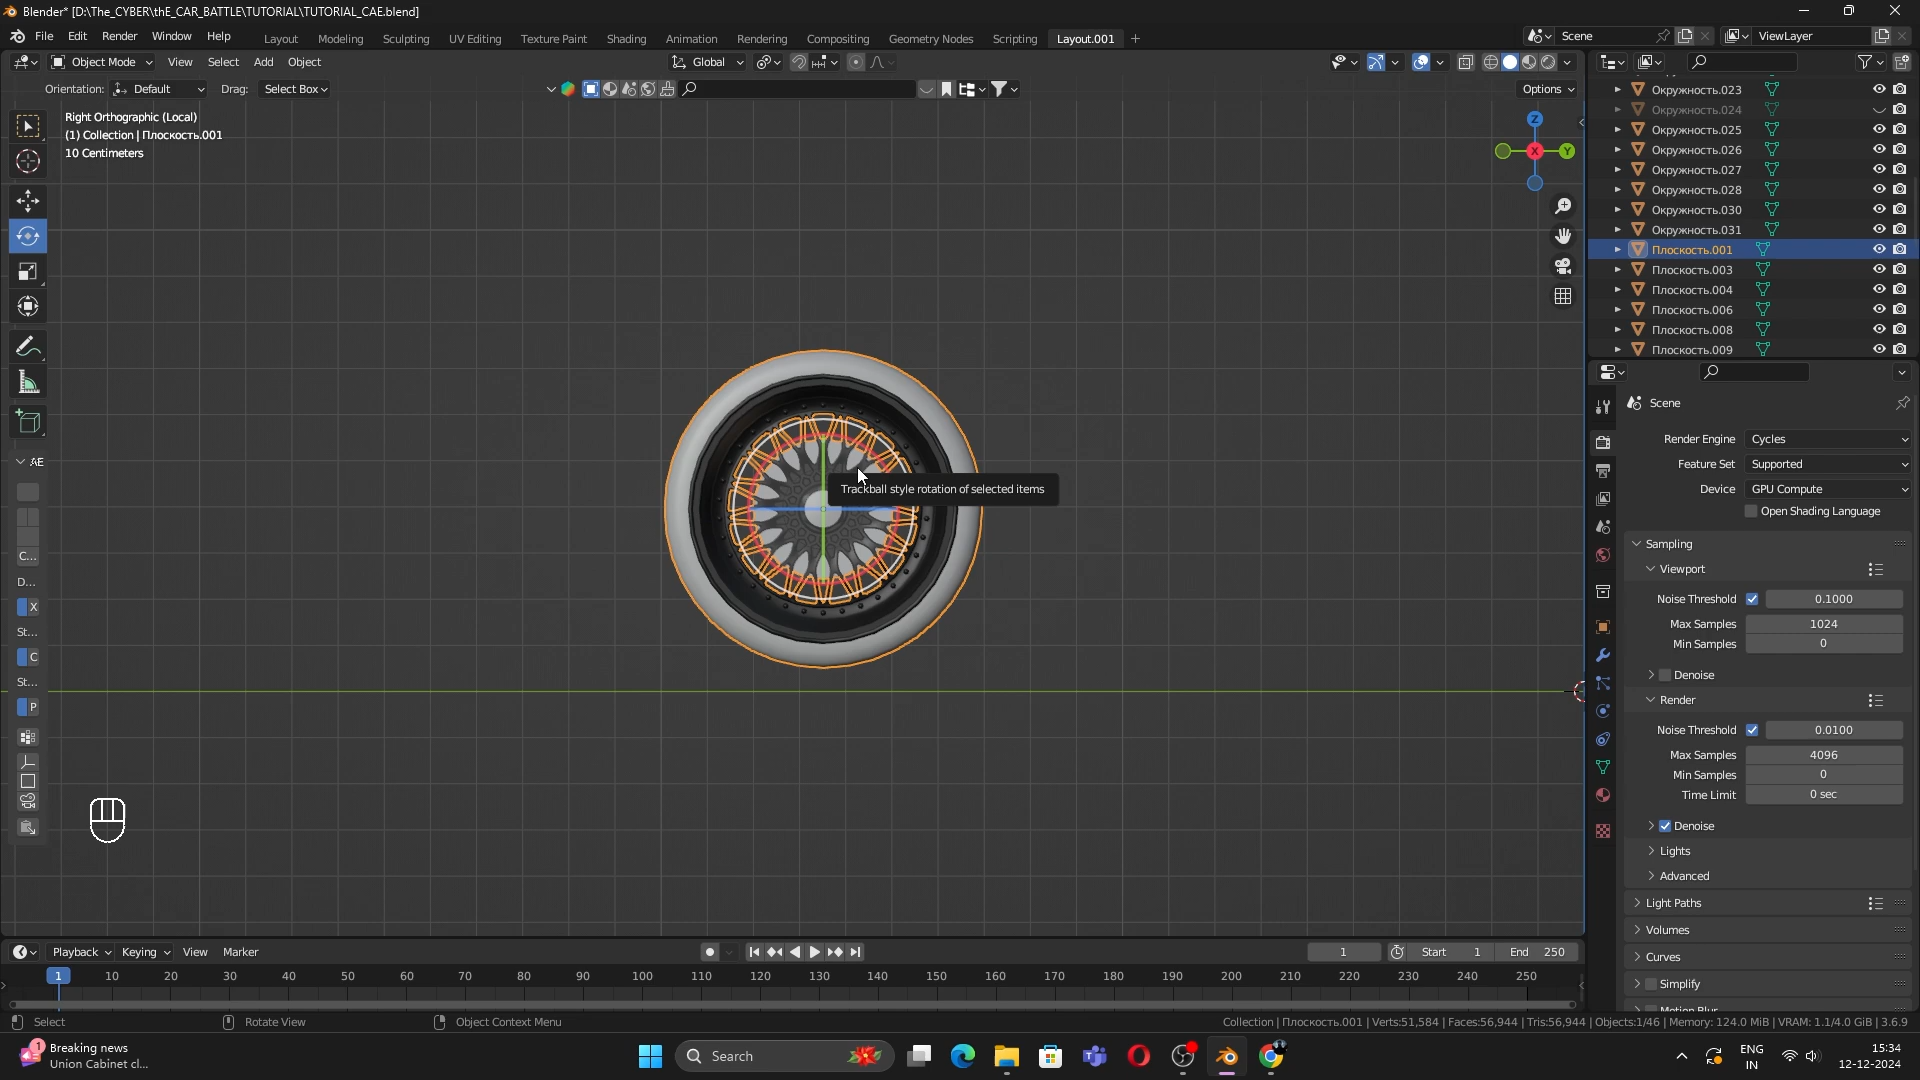 Blender* [D:\The_CYBER\thE_CAR_BATTLE\TUTORIAL\TUTORIAL_CAE.blend]
File Edit Render Window Help Layout Modeling Sculpting UV Editing Texture Paint Shading Animation Rendering Compositing Geometry Nodes Scripting Layout.001 + Scene ViewLayer
Object Mode View Select Add Object Global
Orientation: Default Drag: Select Box Options
Right Orthographic (Local)
(1) Collection | Плоскость.001
10 Centimeters
Z
X
Y
Trackball style rotation of selected items
AE
C...
D...
X
St...
C
St...
P
Окружность.023
Окружность.024
Окружность.025
Окружность.026
Окружность.027
Окружность.028
Окружность.030
Окружность.031
Плоскость.001
Плоскость.003
Плоскость.004
Плоскость.006
Плоскость.008
Плоскость.009
Scene
Render Engine Cycles
Feature Set Supported
Device GPU Compute
Open Shading Language
Sampling
Viewport
Noise Threshold 0.1000
Max Samples 1024
Min Samples 0
Denoise
Render
Noise Threshold 0.0100
Max Samples 4096
Min Samples 0
Time Limit 0 sec
Denoise
Lights
Advanced
Light Paths
Volumes
Curves
Simplify
Motion Blur
Playback Keying View Marker 1 Start 1 End 250
1 10 20 30 40 50 60 70 80 90 100 110 120 130 140 150 160 170 180 190 200 210 220 230 240 250
Select Rotate View Object Context Menu Collection | Плоскость.001 | Verts:51,584 | Faces:56,944 | Tris:56,944 | Objects:1/46 | Memory: 124.0 MiB | VRAM: 1.1/4.0 GiB | 3.6.9
1 Breaking news
Union Cabinet cl...
Search
ENG
IN
15:34
12-12-2024